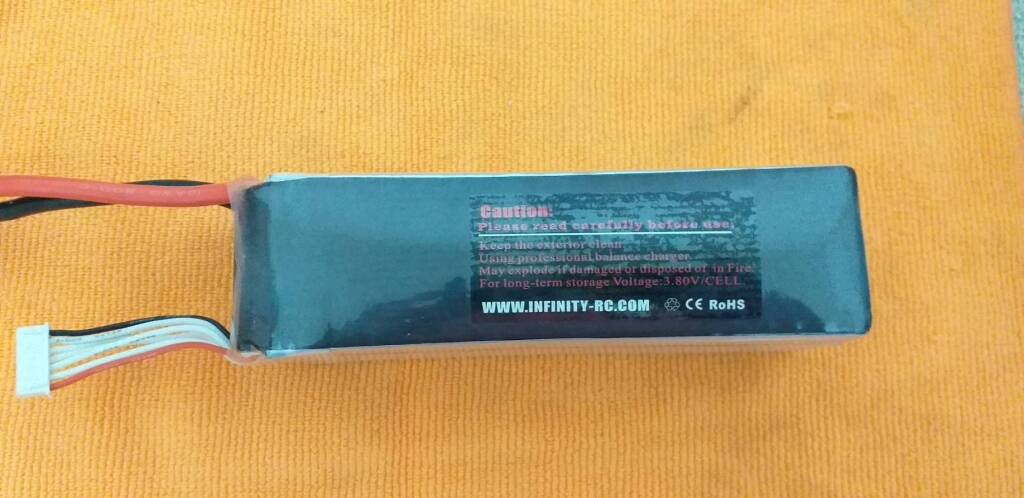 Caution:
Please read carefully before use.
Keep the exterior clean.
Using professional balance charger.
May explode if damaged or disposed of in Fire.
For long-term storage Voltage:3.80V/CELL
WWW.INFINITY-RC.COM CE RoHS